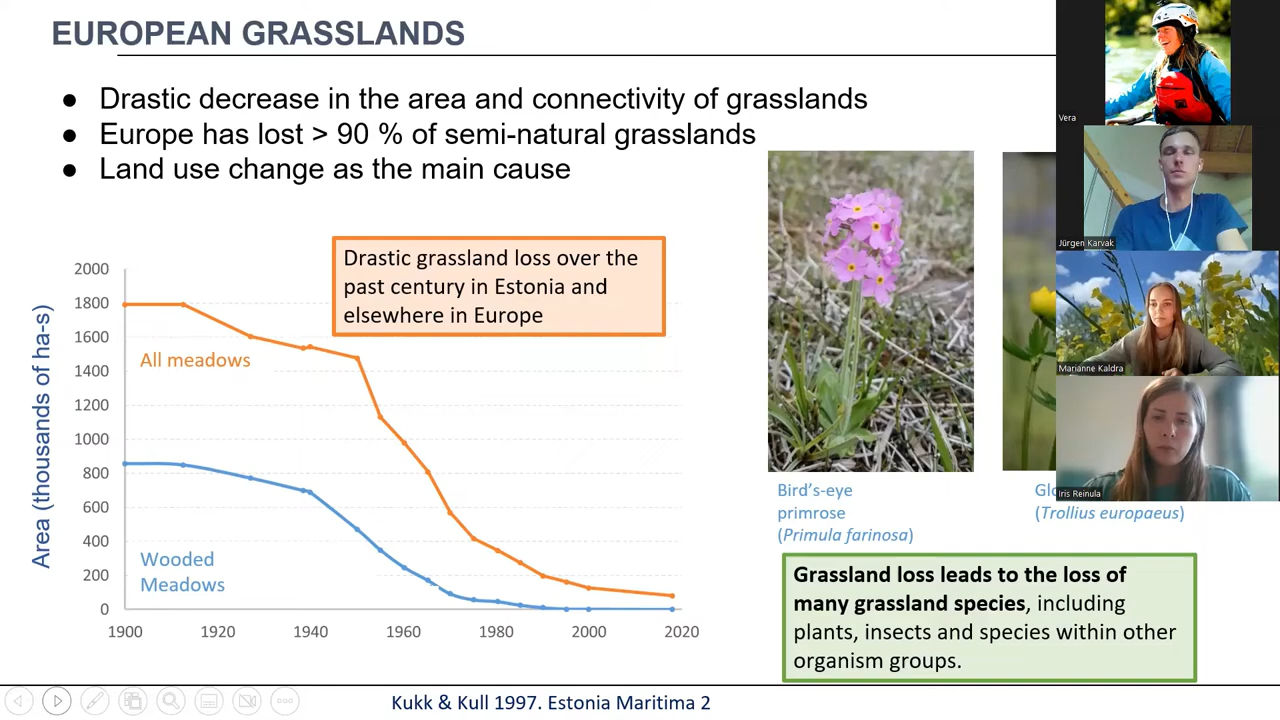 EUROPEAN GRASSLANDS
● Drastic decrease in the area and connectivity of grasslands
● Europe has lost > 90 % of semi-natural grasslands
● Land use change as the main cause
Drastic grassland loss over the
past century in Estonia and
elsewhere in Europe
Area (thousands of ha-s)
2000
1800
1600
1400
1200
1000
800
600
400
200
0
All meadows
Wooded
Meadows
1900 1920 1940 1960 1980 2000 2020
Bird's-eye
primrose
(Primula farinosa)
(Trollius europaeus)
Grassland loss leads to the loss of
many grassland species, including
plants, insects and species within other
organism groups.
Kukk & Kull 1997. Estonia Maritima 2
Vera
Jürgen Karvak
Marianne Kaldra
Iris Reinula